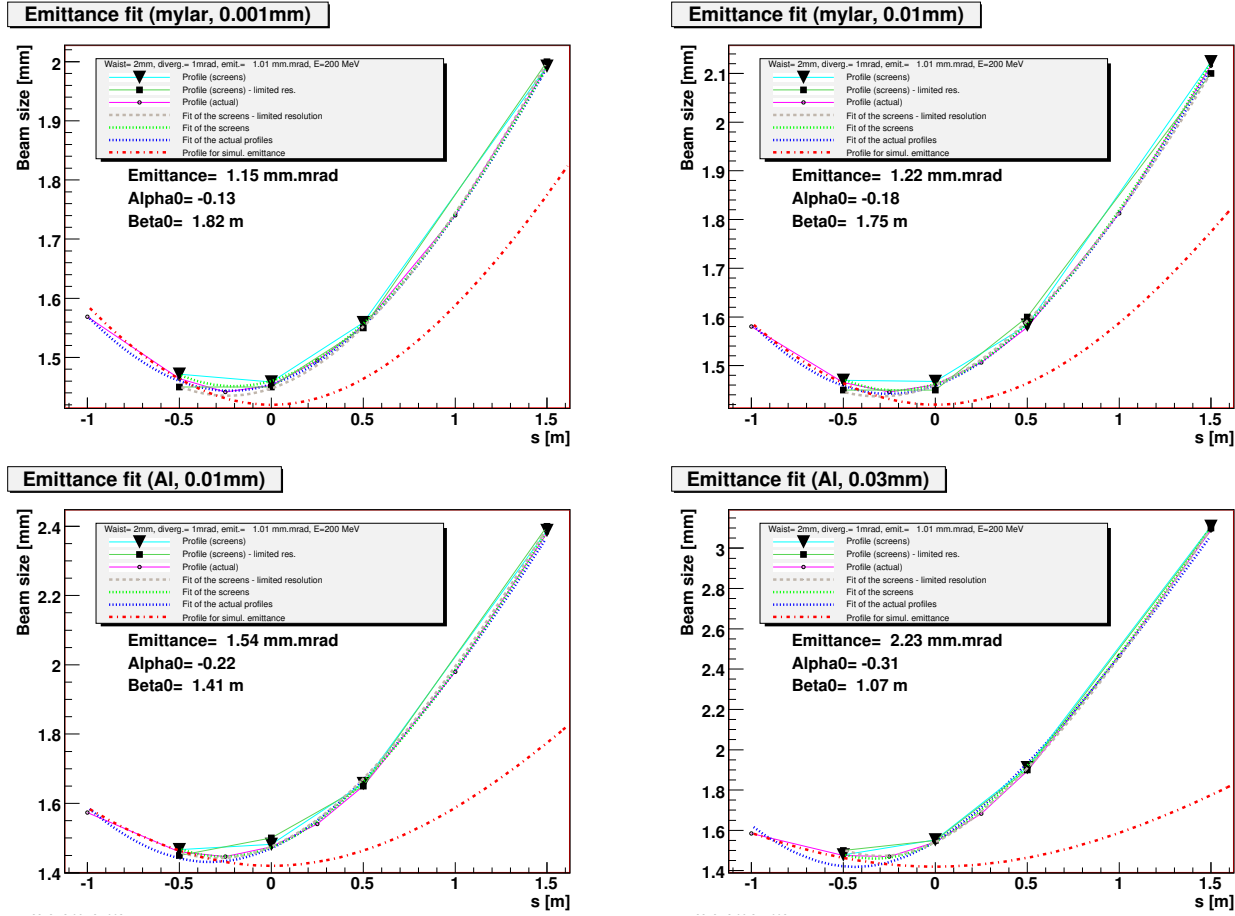 Emittance fit (mylar, 0.001mm)
Beam size [mm]
2
1.9
1.8
1.7
1.6
1.5
Waist= 2mm, diverg.= 1mrad, emit.= 1.01 mm.mrad, E=200 MeV
Profile (screens)
Profile (screens) - limited res.
Profile (actual)
Fit of the screens - limited resolution
Fit of the screens
Fit of the actual profiles
Profile for simul. emittance
Emittance= 1.15 mm.mrad
Alpha0= -0.13
Beta0= 1.82 m
-1 -0.5 0 0.5 1 1.5
s [m]
Emittance fit (mylar, 0.01mm)
Beam size [mm]
2.1
2
1.9
1.8
1.7
1.6
1.5
Waist= 2mm, diverg.= 1mrad, emit.= 1.01 mm.mrad, E=200 MeV
Profile (screens)
Profile (screens) - limited res.
Profile (actual)
Fit of the screens - limited resolution
Fit of the screens
Fit of the actual profiles
Profile for simul. emittance
Emittance= 1.22 mm.mrad
Alpha0= -0.18
Beta0= 1.75 m
-1 -0.5 0 0.5 1 1.5
s [m]
Emittance fit (Al, 0.01mm)
Beam size [mm]
2.4
2.2
2
1.8
1.6
1.4
Waist= 2mm, diverg.= 1mrad, emit.= 1.01 mm.mrad, E=200 MeV
Profile (screens)
Profile (screens) - limited res.
Profile (actual)
Fit of the screens - limited resolution
Fit of the screens
Fit of the actual profiles
Profile for simul. emittance
Emittance= 1.54 mm.mrad
Alpha0= -0.22
Beta0= 1.41 m
-1 -0.5 0 0.5 1 1.5
s [m]
Emittance fit (Al, 0.03mm)
Beam size [mm]
3
2.8
2.6
2.4
2.2
2
1.8
1.6
1.4
Waist= 2mm, diverg.= 1mrad, emit.= 1.01 mm.mrad, E=200 MeV
Profile (screens)
Profile (screens) - limited res.
Profile (actual)
Fit of the screens - limited resolution
Fit of the screens
Fit of the actual profiles
Profile for simul. emittance
Emittance= 2.23 mm.mrad
Alpha0= -0.31
Beta0= 1.07 m
-1 -0.5 0 0.5 1 1.5
s [m]